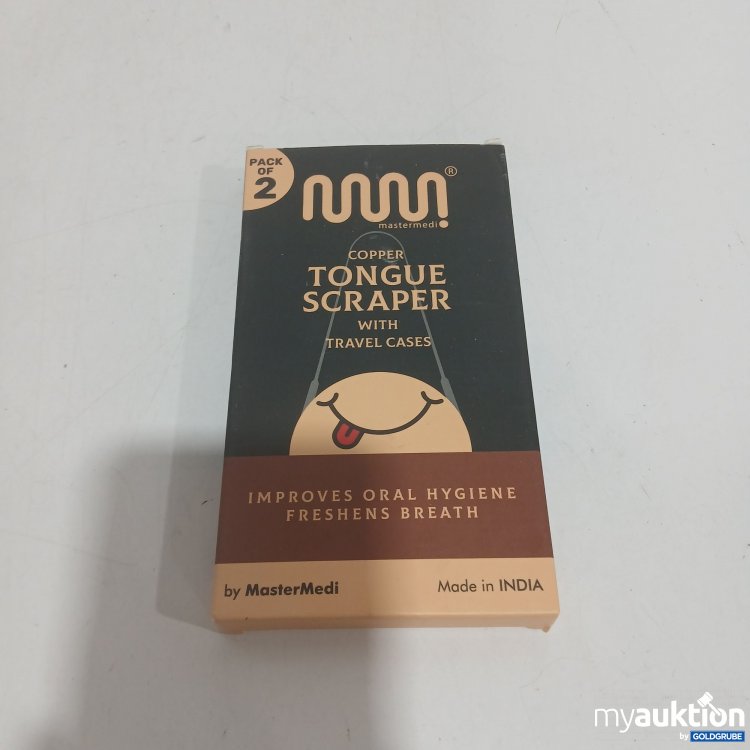 PACK
OF
2
®
mastermedi
COPPER
TONGUE
SCRAPER
WITH
TRAVEL CASES
IMPROVES ORAL HYGIENE
FRESHENS BREATH
by MasterMedi Made in INDIA
myauktion
by GOLDGRUBE